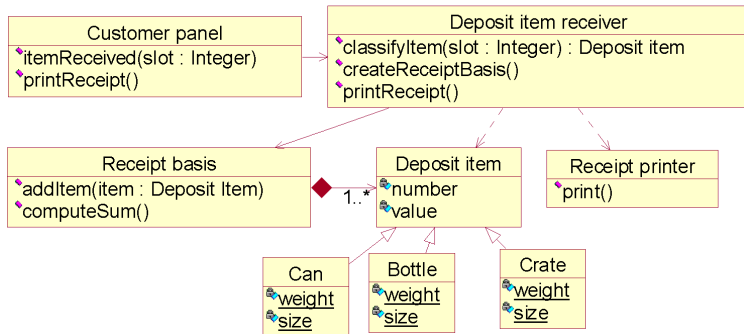 Customer panel
itemReceived(slot : Integer)
printReceipt()
Deposit item receiver
classifyItem(slot : Integer) : Deposit item
createReceiptBasis()
printReceipt()
Receipt basis
addItem(item : Deposit Item)
computeSum()
1..*
Deposit item
number
value
Receipt printer
print()
Can
weight
size
Bottle
weight
size
Crate
weight
size